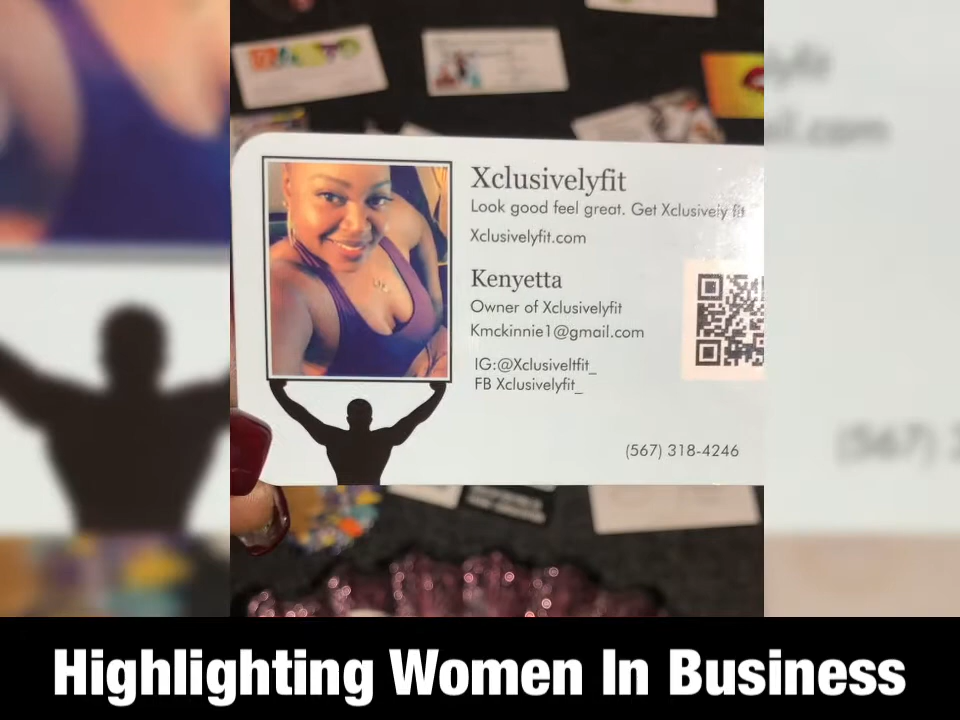 Xclusivelyfit
Look good feel great. Get Xclusively fit
Xclusivelyfit.com
Kenyetta
Owner of Xclusivelyfit
Kmckinnie1@gmail.com
IG:@Xclusiveltfit_
FB Xclusivelyfit_
(567) 318-4246
Highlighting Women In Business